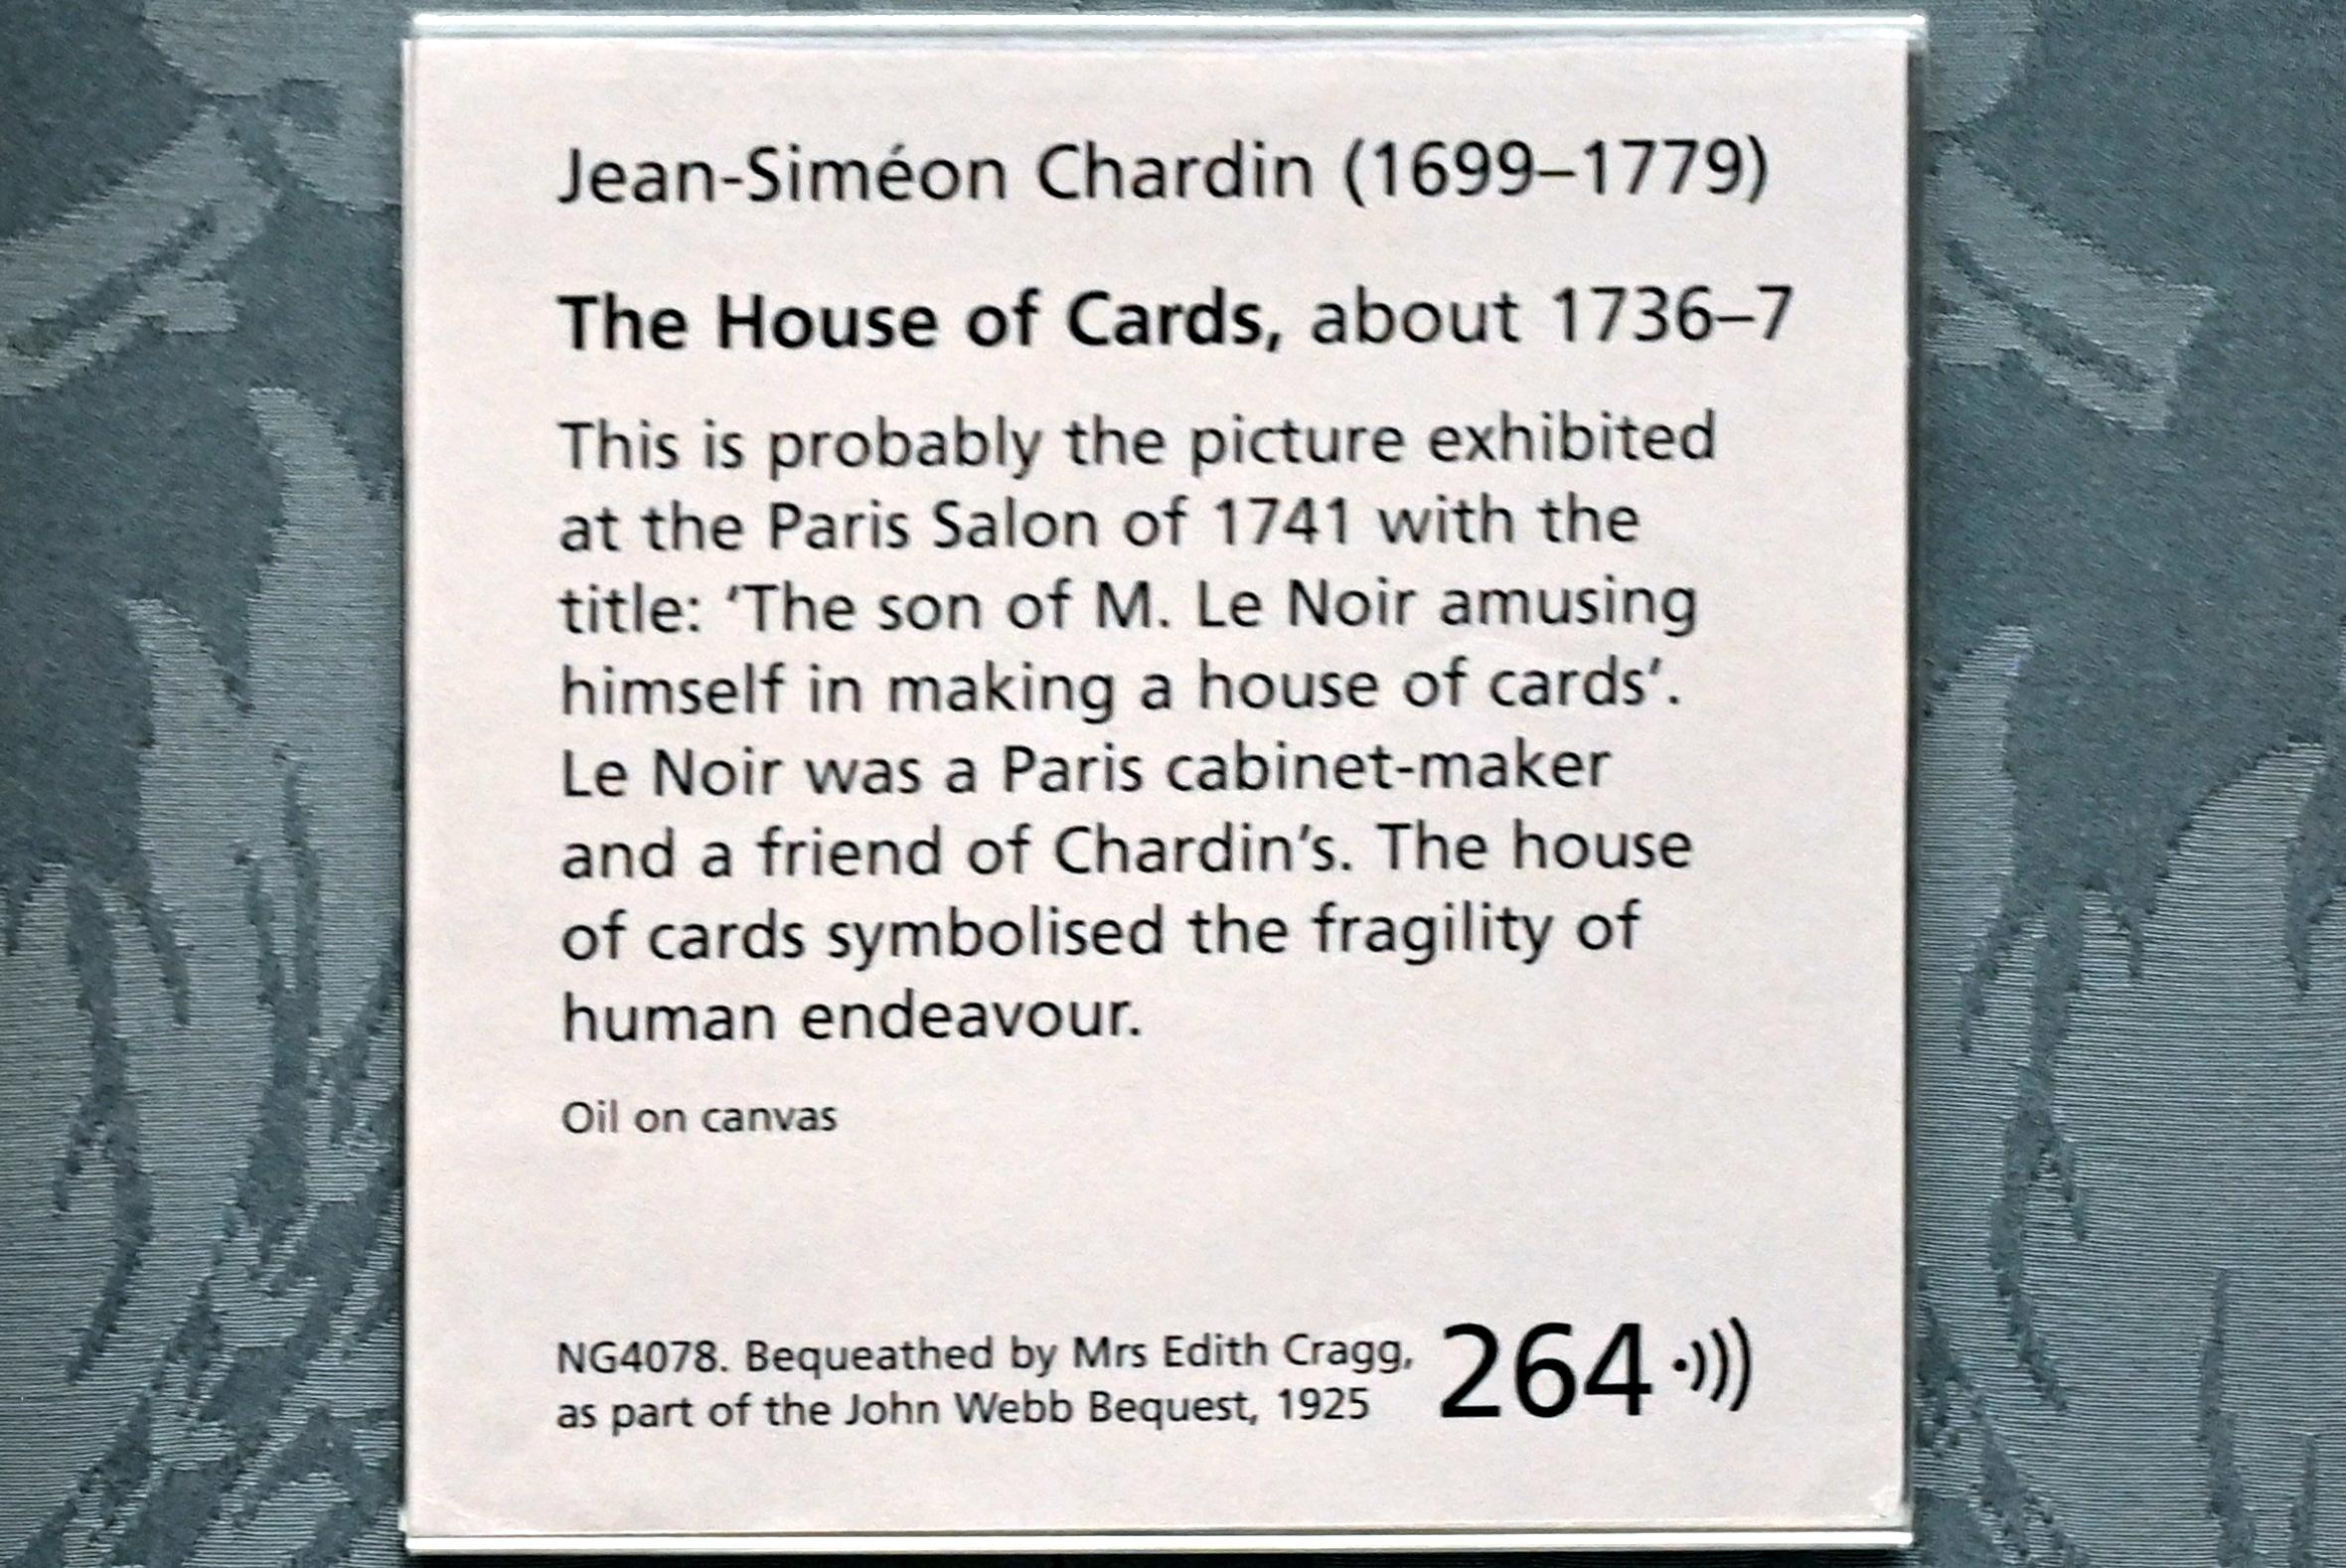 Jean-Siméon Chardin (1699–1779)
The House of Cards, about 1736–7
This is probably the picture exhibited
at the Paris Salon of 1741 with the
title: ‘The son of M. Le Noir amusing
himself in making a house of cards’.
Le Noir was a Paris cabinet-maker
and a friend of Chardin’s. The house
of cards symbolised the fragility of
human endeavour.
Oil on canvas
NG4078. Bequeathed by Mrs Edith Cragg,
as part of the John Webb Bequest, 1925
264